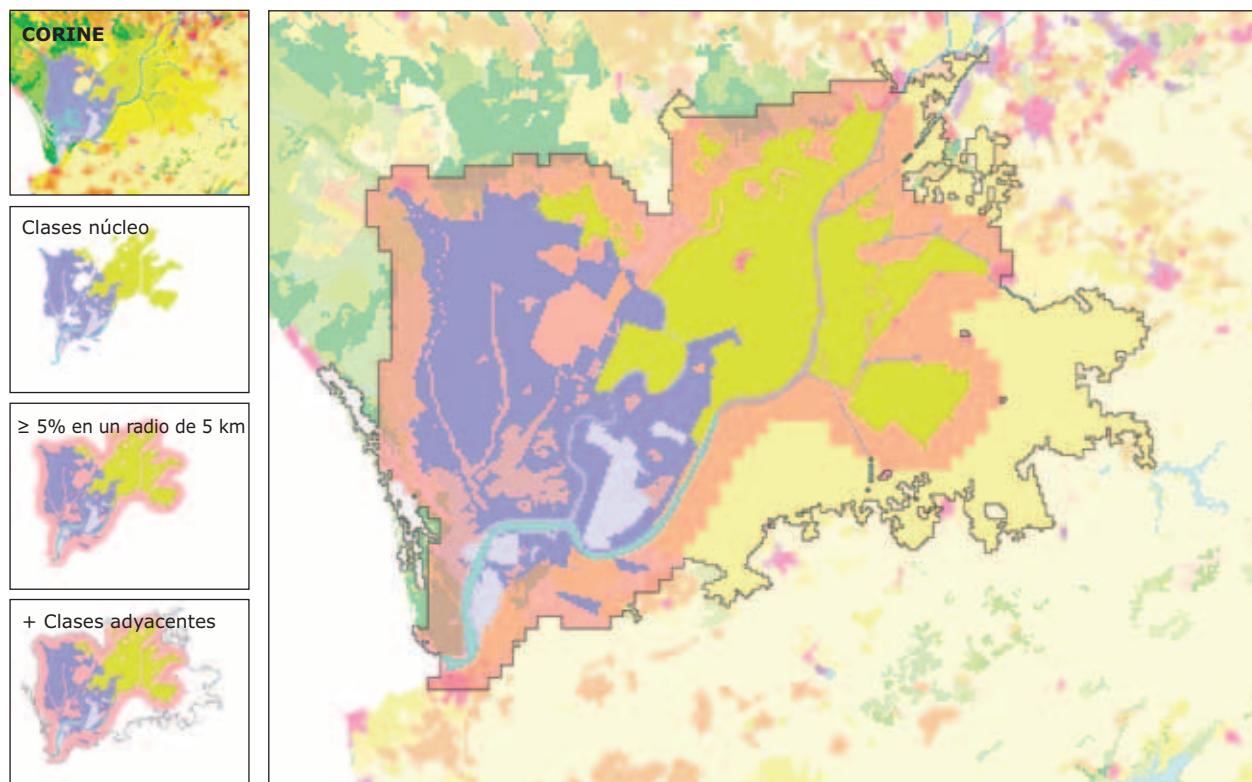 CORINE
Clases núcleo
≥ 5% en un radio de 5 km
+ Clases adyacentes